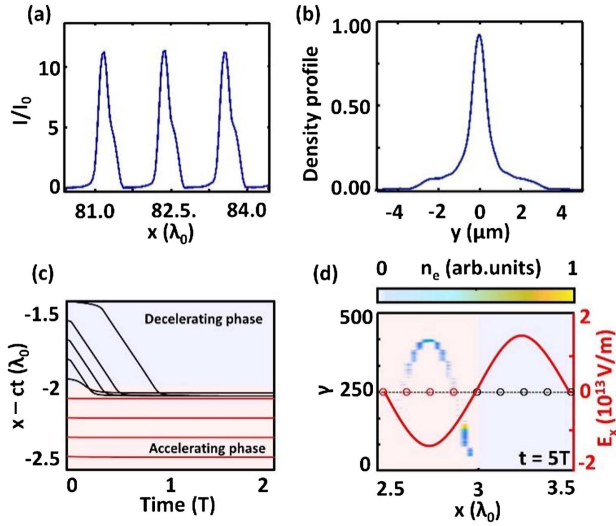 (a)
10
5
0
I/I₀
81.0
82.5.
84.0
x (λ₀)
(b)
1.00
0.50
0.00
Density profile
-4
-2
0
2
4
y (μm)
(c)
-1.5
-2
-2.5
x – ct (λ₀)
Decelerating phase
Accelerating phase
0
1
2
Time (T)
0 nₑ (arb.units) 1
(d)
500
250
0
γ
2
1
0
-1
-2
Eₓ (10¹³ V/m)
t = 5T
2.5
3
3.5
x (λ₀)